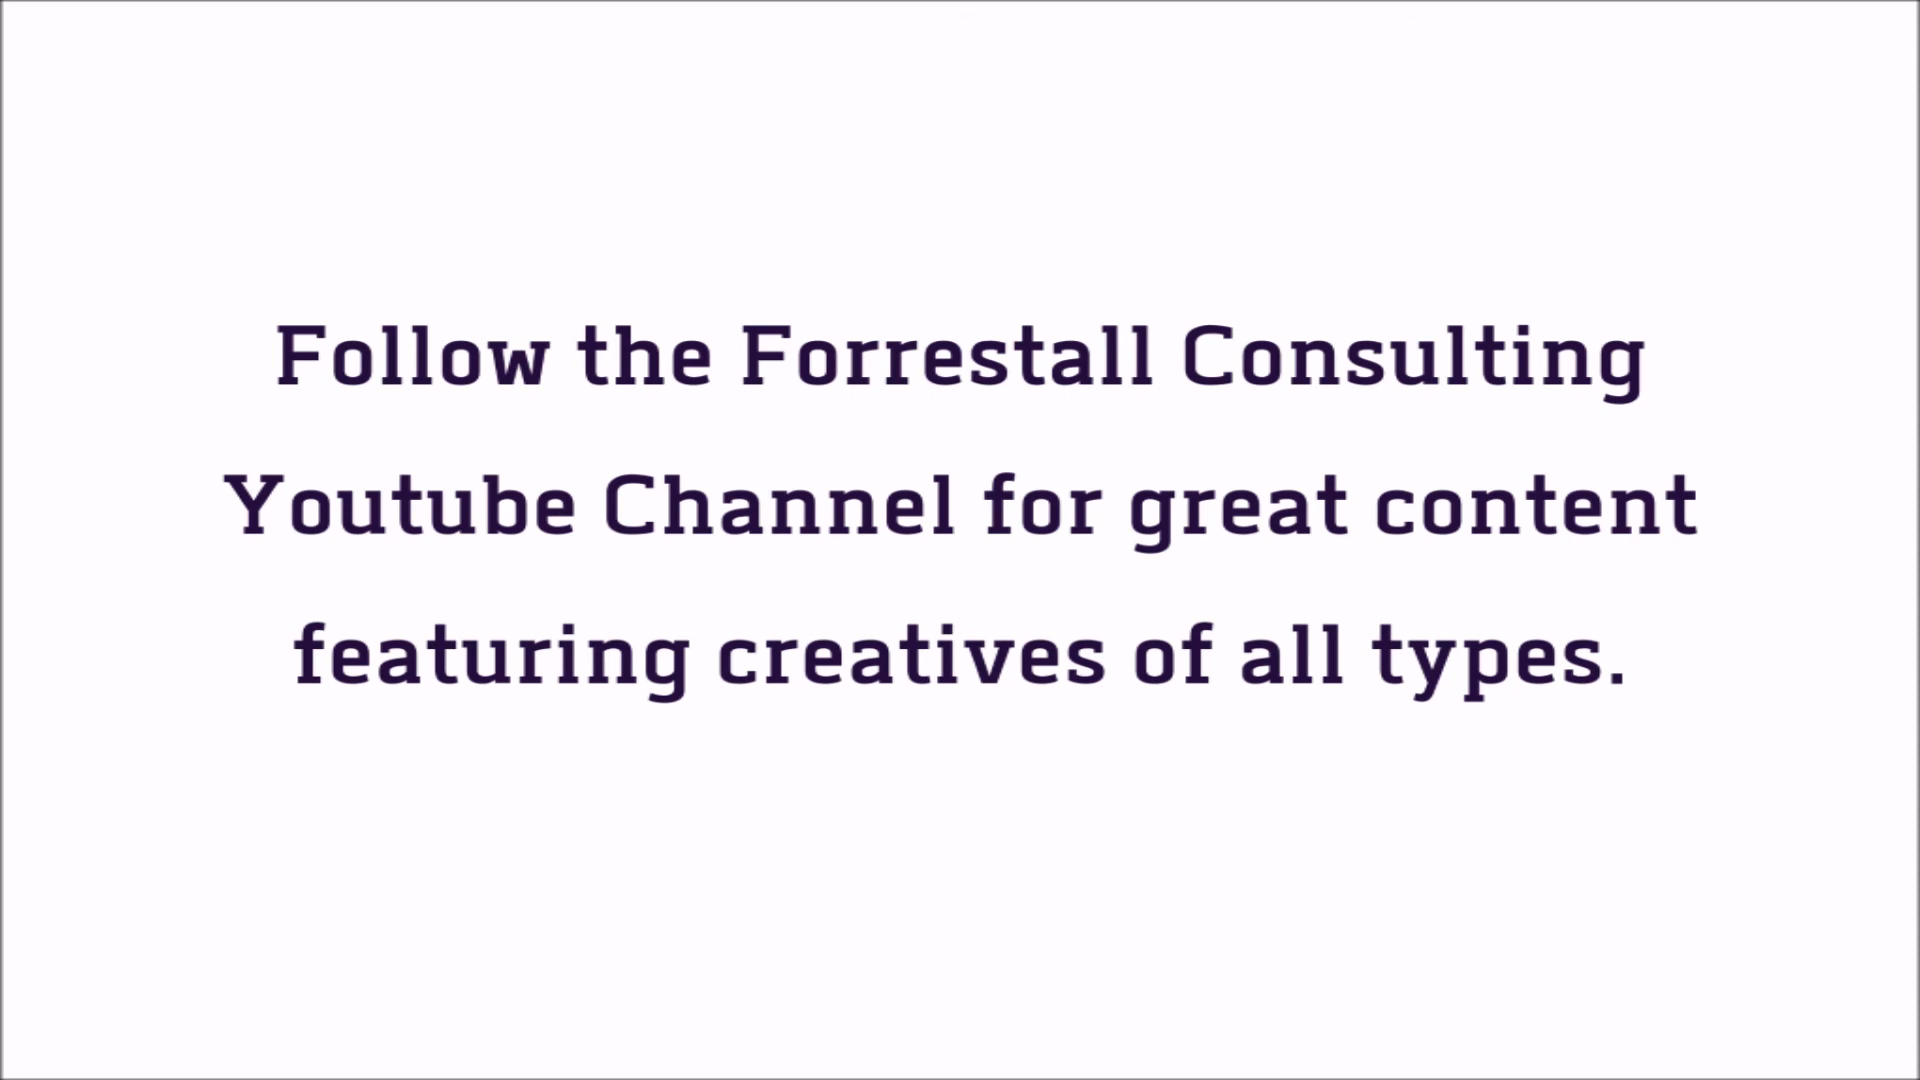 Follow the Forrestall Consulting
Youtube Channel for great content
featuring creatives of all types.